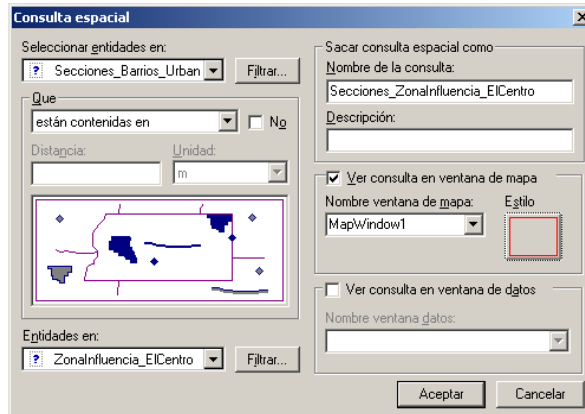 Consulta espacial
Seleccionar entidades en:
Secciones_Barrios_Urban
Filtrar...
Que
están contenidas en
No
Distancia:
Unidad:
m
Entidades en:
ZonaInfluencia_ElCentro
Filtrar...
Sacar consulta espacial como
Nombre de la consulta:
Secciones_ZonaInfluencia_ElCentro
Descripción:
Ver consulta en ventana de mapa
Nombre ventana de mapa:
Estilo
MapWindow1
Ver consulta en ventana de datos
Nombre ventana datos:
Aceptar
Cancelar